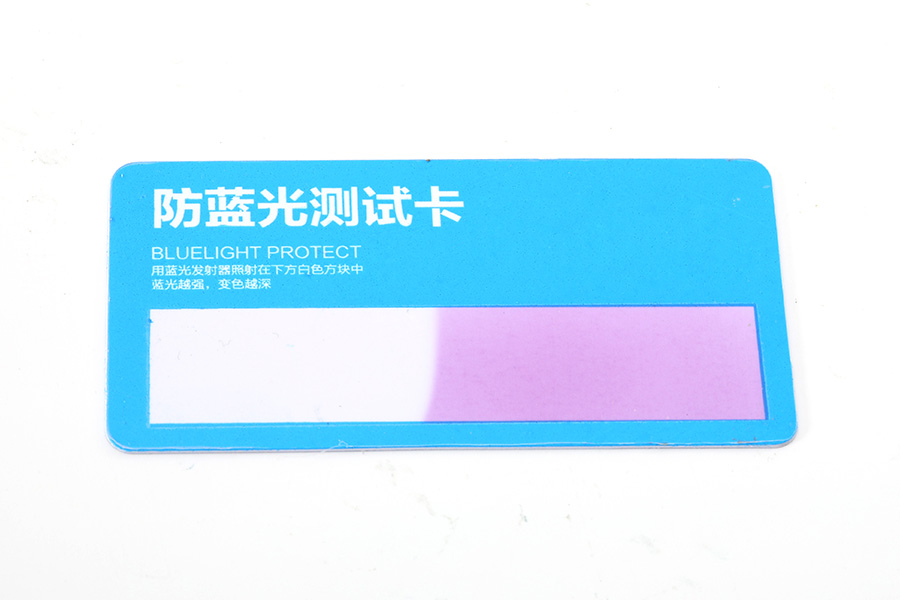 防蓝光测试卡
BLUELIGHT PROTECT
用蓝光发射器照射在下方白色方块中
蓝光越强，变色越深